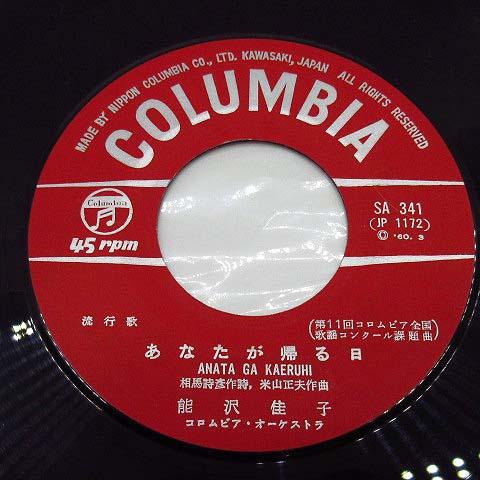 MADE BY NIPPON COLUMBIA CO., LTD. KAWASAKI, JAPAN ALL RIGHTS RESERVED
COLUMBIA
Columbia
45 rpm
SA 341
(JP 1172)
Ⓒ '60. 3
流行歌
(第11回コロムビア全国
歌謡コンクール課題曲)
あなたが帰る日
ANATA GA KAERUHI
相馬詩彦作詩, 米山正夫作曲
能沢佳子
コロムビア・オーケストラ